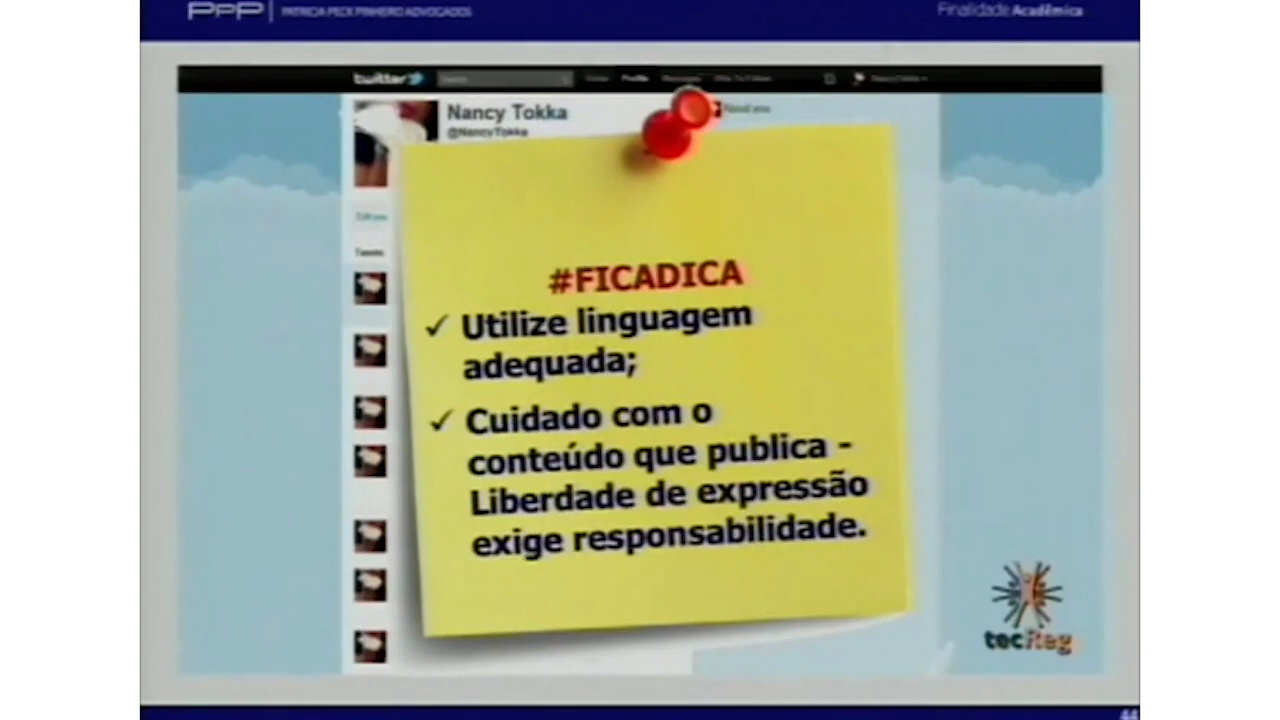 PPP PATRICIA PECK PINHEIRO ADVOGADOS
Finalidade Acadêmica
twitter
Nancy Tokka
@NancyTokka
Tweets
#FICADICA
✓ Utilize linguagem
adequada;
✓ Cuidado com o
conteúdo que publica -
Liberdade de expressão
exige responsabilidade.
44